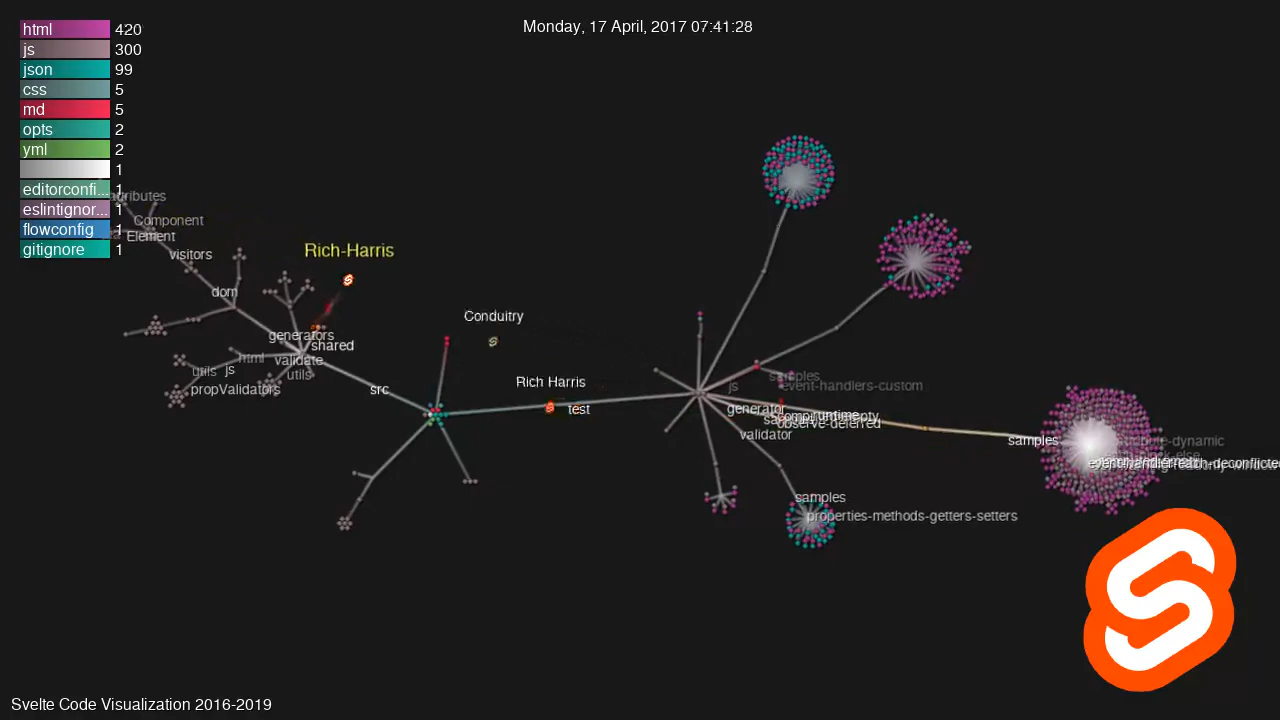 Monday, 17 April, 2017 07:41:28
html 420
js 300
json 99
css 5
md 5
opts 2
yml 2
1
editorconfi... 1
eslintignor... 1
flowconfig 1
gitignore 1
Component
Element
visitors
Rich-Harris
dom
generators
shared
html
validate
js
utils
utils
propValidators
src
Conduitry
Rich Harris
test
js
samples
event-handlers-custom
generator
runtime
observe-deferred
validator
samples
samples
properties-methods-getters-setters
Svelte Code Visualization 2016-2019